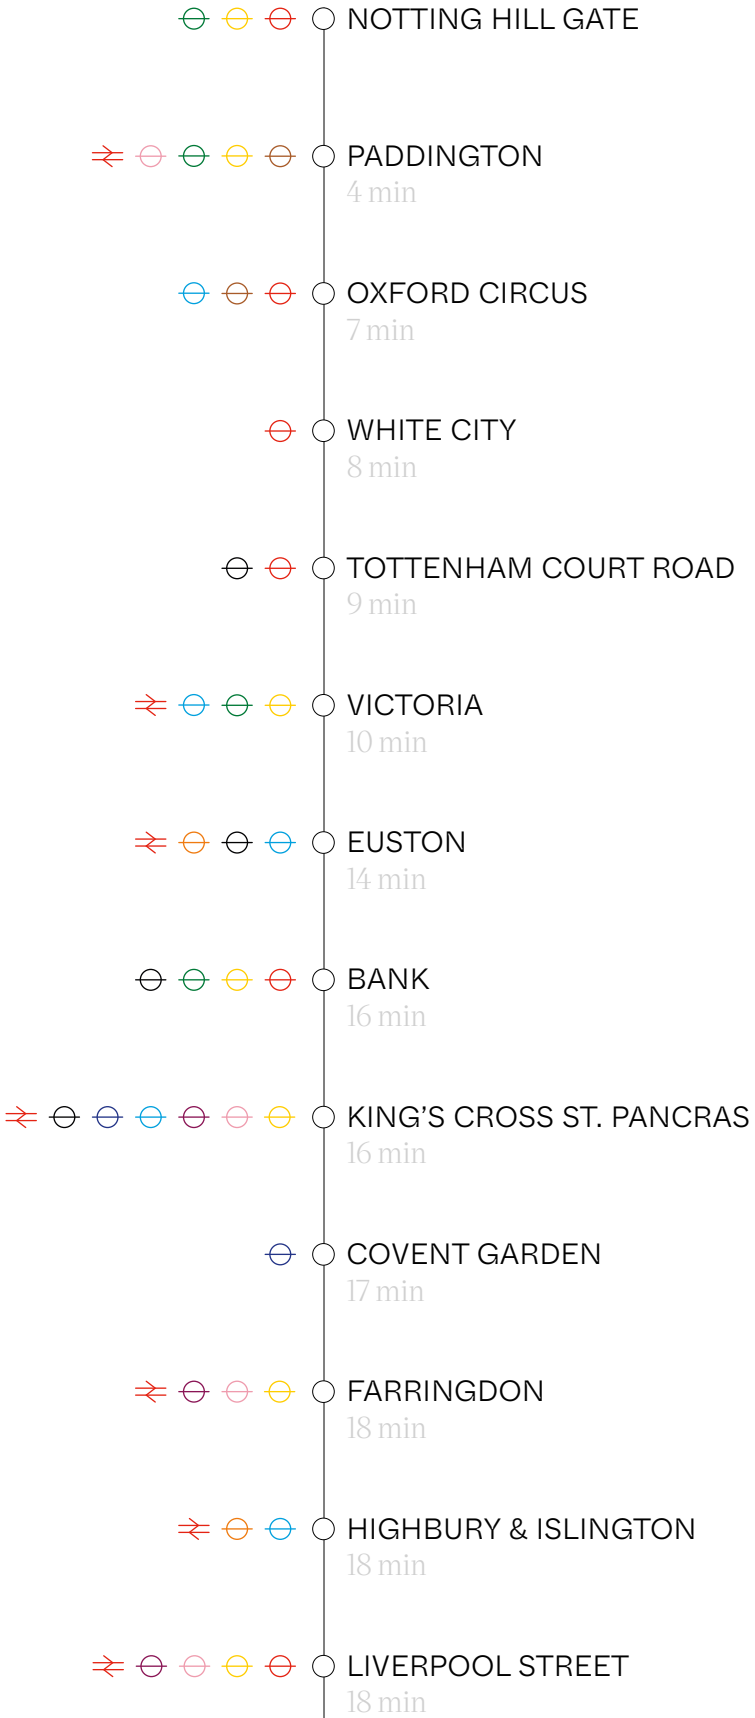 NOTTING HILL GATE
PADDINGTON
4 min
OXFORD CIRCUS
7 min
WHITE CITY
8 min
TOTTENHAM COURT ROAD
9 min
VICTORIA
10 min
EUSTON
14 min
BANK
16 min
KING’S CROSS ST. PANCRAS
16 min
COVENT GARDEN
17 min
FARRINGDON
18 min
HIGHBURY & ISLINGTON
18 min
LIVERPOOL STREET
18 min